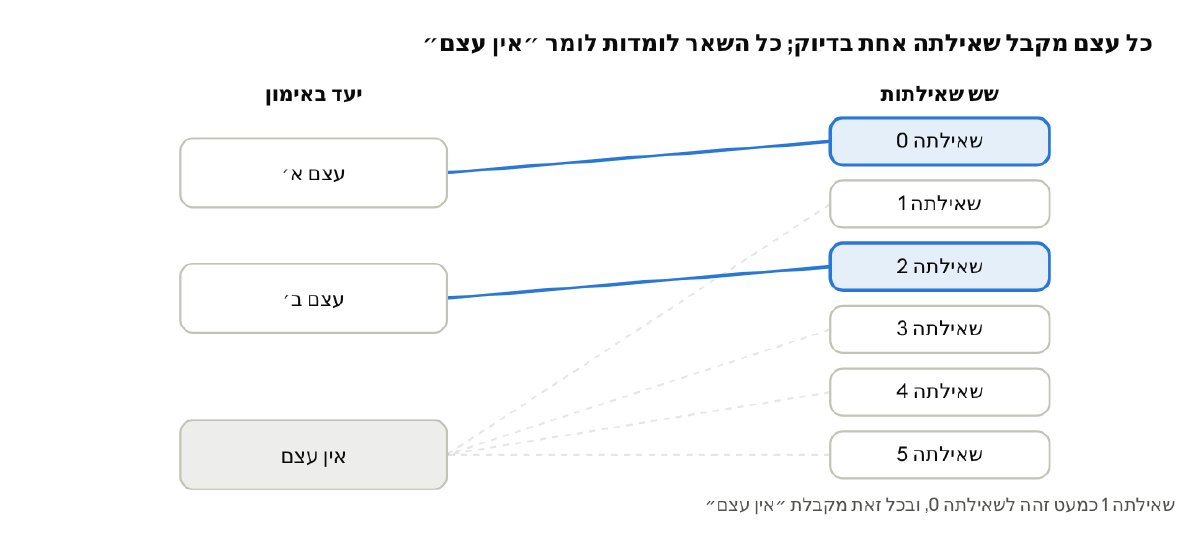 כל עצם מקבל שאילתה אחת בדיוק; כל השאר לומדות לומר ״אין עצם״
שש שאילתות
יעד באימון
שאילתה 0
שאילתה 1
שאילתה 2
שאילתה 3
שאילתה 4
שאילתה 5
עצם א׳
עצם ב׳
אין עצם
שאילתה 1 כמעט זהה לשאילתה 0, ובכל זאת מקבלת ״אין עצם״